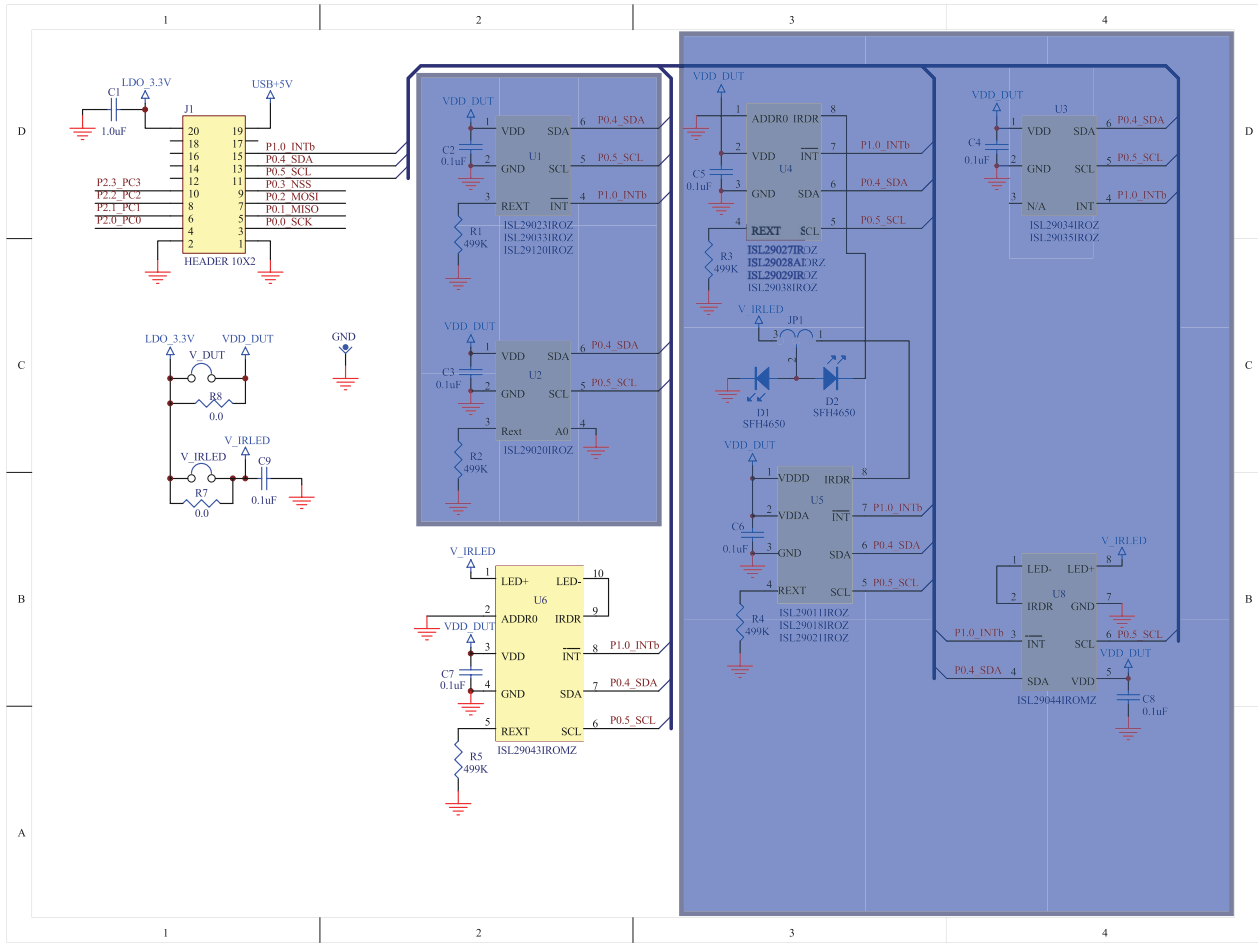 1 2 3 4
D
C
B
A
D
C
B
A
1 2 3 4
LDO_3.3V
C1
1.0uF
USB+5V
J1
20 19
18 17
16 15 P1.0_INTb
14 13 P0.4_SDA
12 11 P0.5_SCL
P2.3_PC3 10 9 P0.3_NSS
P2.2_PC2 8 7 P0.2_MOSI
P2.1_PC1 6 5 P0.1_MISO
P2.0_PC0 4 3 P0.0_SCK
2 1
HEADER 10X2
LDO_3.3V VDD_DUT
V_DUT
R8
0.0
V_IRLED
V_IRLED
C9
0.1uF
R7
0.0
GND
VDD_DUT
C2
0.1uF
U1
1 VDD SDA 6 P0.4_SDA
2 GND SCL 5 P0.5_SCL
3 REXT INT 4 P1.0_INTb
R1
499K
ISL29023IROZ
ISL29033IROZ
ISL29120IROZ
VDD_DUT
C3
0.1uF
U2
1 VDD SDA 6 P0.4_SDA
2 GND SCL 5 P0.5_SCL
3 Rext A0 4
R2
499K
ISL29020IROZ
V_IRLED
U6
1 LED+ LED- 10
2 ADDR0 IRDR 9
VDD_DUT
3 VDD INT 8 P1.0_INTb
C7
0.1uF
4 GND SDA 7 P0.4_SDA
5 REXT SCL 6 P0.5_SCL
R5
499K
ISL29043IROMZ
VDD_DUT
U4
1 ADDR0 IRDR 8
2 VDD INT 7 P1.0_INTb
C5
0.1uF
3 GND SDA 6 P0.4_SDA
4 REXT SCL 5 P0.5_SCL
R3
499K
ISL29027IROZ
ISL29028AIDRZ
ISL29029IROZ
ISL29038IROZ
V_IRLED
JP1
3 1
2
D1
SFH4650
D2
SFH4650
VDD_DUT
U5
1 VDDD IRDR 8
2 VDDA INT 7 P1.0_INTb
C6
0.1uF
3 GND SDA 6 P0.4_SDA
4 REXT SCL 5 P0.5_SCL
R4
499K
ISL29011IROZ
ISL29018IROZ
ISL29021IROZ
VDD_DUT
U3
C4
0.1uF
1 VDD SDA 6 P0.4_SDA
2 GND SCL 5 P0.5_SCL
3 N/A INT 4 P1.0_INTb
ISL29034IROZ
ISL29035IROZ
V_IRLED
U8
1 LED- LED+ 8
2 IRDR GND 7
P1.0_INTb 3 INT SCL 6 P0.5_SCL
VDD_DUT
P0.4_SDA 4 SDA VDD 5
ISL29044IROMZ
C8
0.1uF